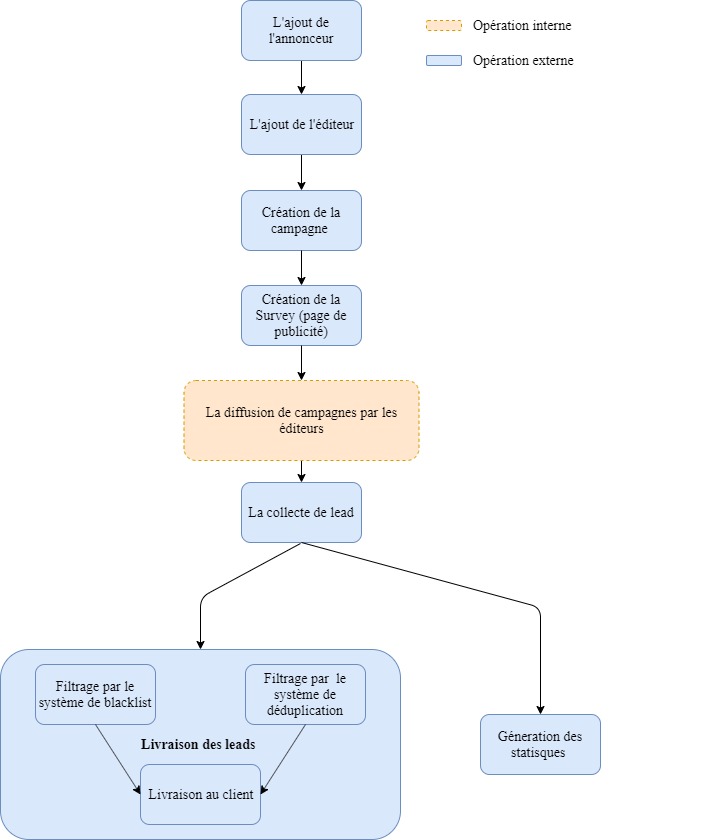 L'ajout de
l'annonceur
Opération interne
Opération externe
L'ajout de l'éditeur
Création de la
campagne
Création de la
Survey (page de
publicité)
La diffusion de campagnes par les
éditeurs
La collecte de lead
Filtrage par le
système de blacklist
Filtrage par le
système de
déduplication
Livraison des leads
Livraison au client
Géneration des
statisques